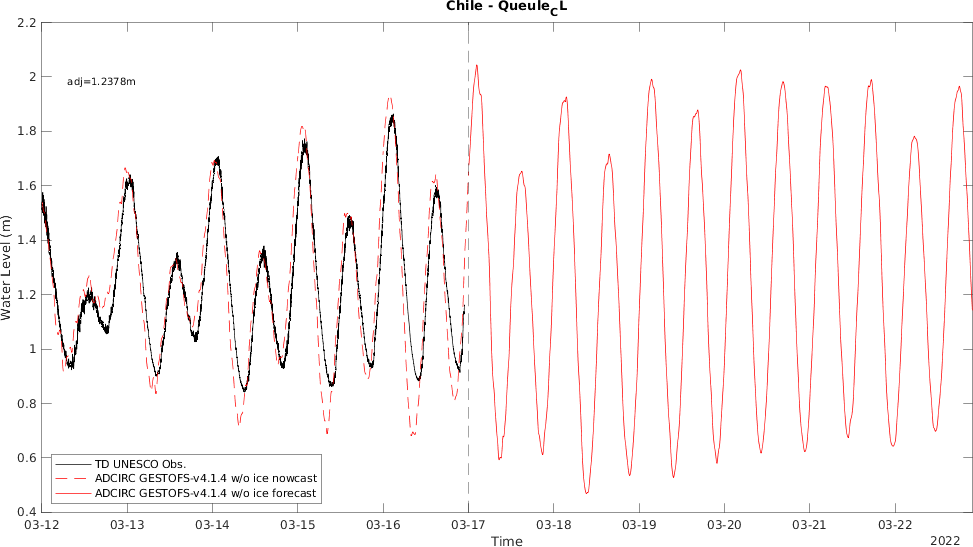 Chile - Queule_CL
2.2
2
1.8
1.6
1.4
1.2
1
0.8
0.6
0.4
Water Level (m)
adj=1.2378m
TD UNESCO Obs.
ADCIRC GESTOFS-v4.1.4 w/o ice nowcast
ADCIRC GESTOFS-v4.1.4 w/o ice forecast
03-12 03-13 03-14 03-15 03-16 03-17 03-18 03-19 03-20 03-21 03-22
Time
2022